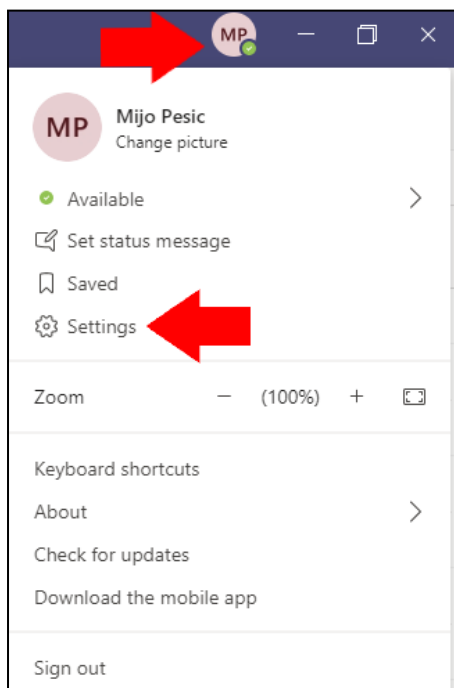 MP
MP
Mijo Pesic
Change picture
Available
Set status message
Saved
Settings
Zoom — (100%) +
Keyboard shortcuts
About
Check for updates
Download the mobile app
Sign out